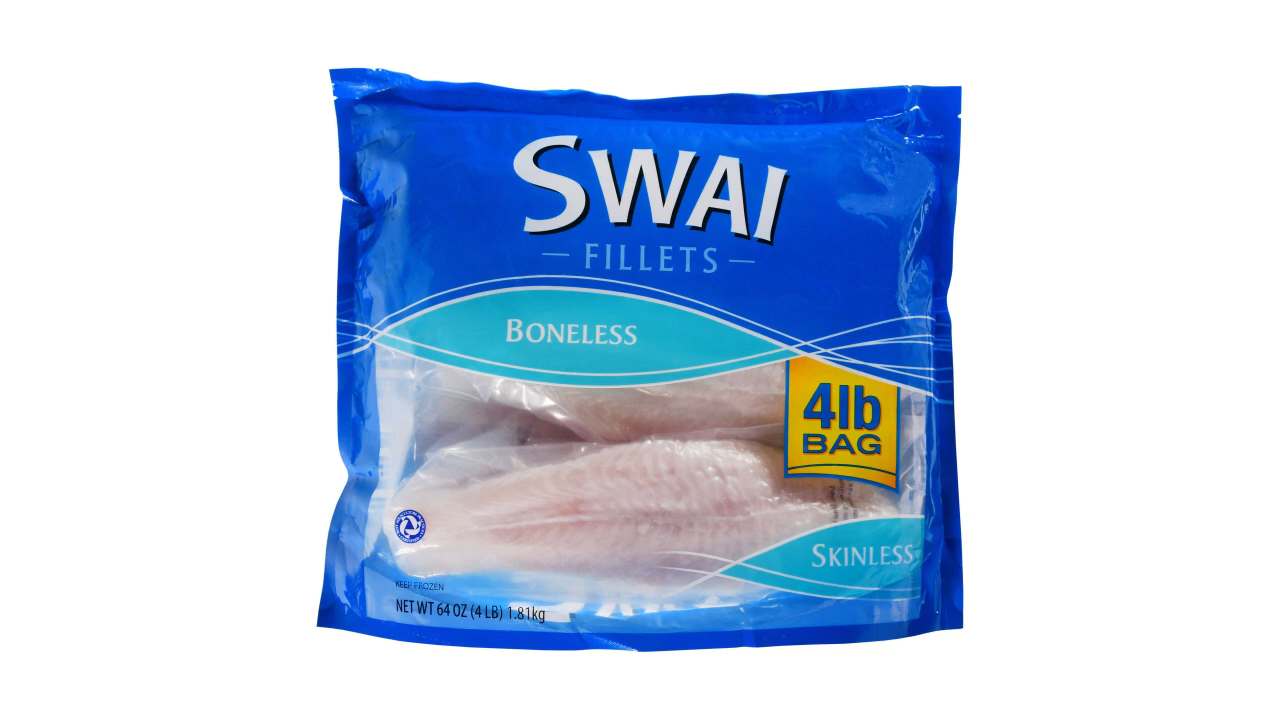 SWAI
FILLETS
BONELESS
4lb
BAG
SKINLESS
KEEP FROZEN
NET WT 64 OZ (4 LB) 1.81kg